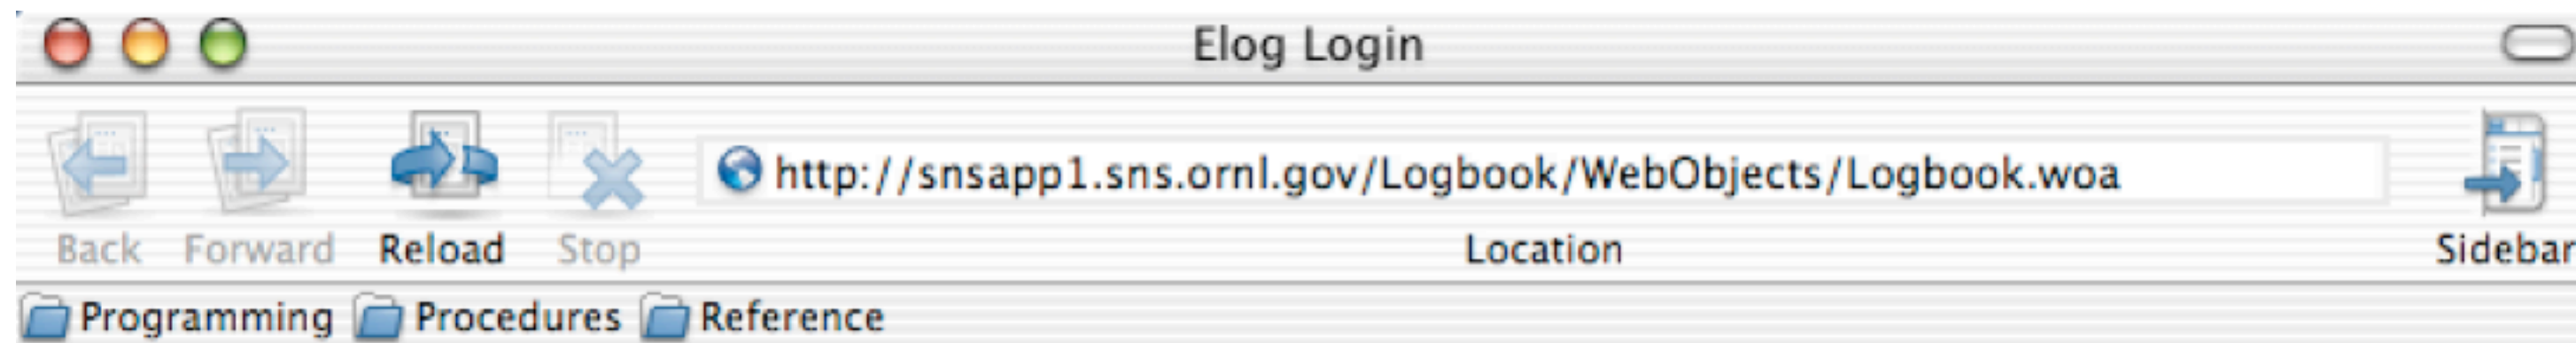 Elog Login
http://snsapp1.sns.ornl.gov/Logbook/WebObjects/Logbook.woa
Back Forward Reload Stop Location Sidebar
Programming Procedures Reference